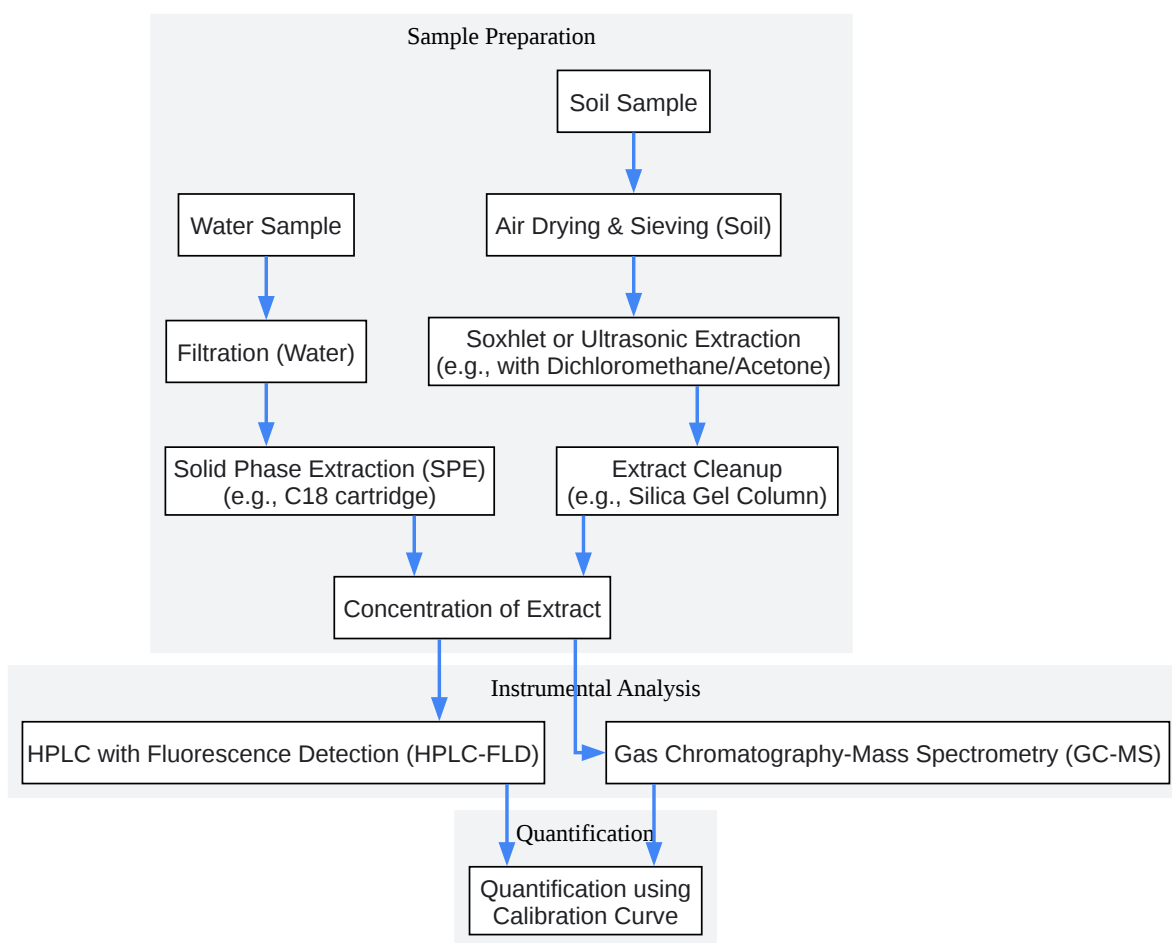 Sample Preparation
Soil Sample
Water Sample
Air Drying & Sieving (Soil)
Filtration (Water)
Soxhlet or Ultrasonic Extraction
(e.g., with Dichloromethane/Acetone)
Solid Phase Extraction (SPE)
(e.g., C18 cartridge)
Extract Cleanup
(e.g., Silica Gel Column)
Concentration of Extract
Instrumental Analysis
HPLC with Fluorescence Detection (HPLC-FLD)
Gas Chromatography-Mass Spectrometry (GC-MS)
Quantification
Quantification using
Calibration Curve